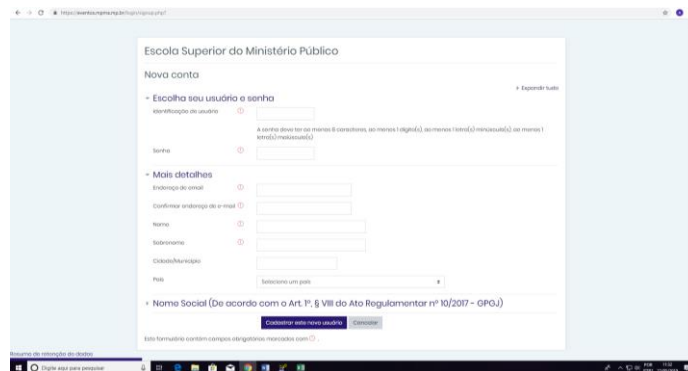 Escola Superior do Ministério Público
Nova conta
Expandir tudo
Escolha seu usuário e senha
Identificação de usuário
A senha deve ter ao menos 8 caracteres, ao menos 1 dígito(s), ao menos 1 letra(s) minúscula(s), ao menos 1
letra(s) maiúscula(s)
Senha
Mais detalhes
Endereço de email
Confirmar endereço de e-mail
Nome
Sobrenome
Cidade/Município
País
Selecione um país
Nome Social (De acordo com o Art. 1º, § VIII do Ato Regulamentar nº 10/2017 - GPGJ)
Cadastrar este novo usuário Cancelar
Este formulário contém campos obrigatórios marcados com
Resumo de retenção de dados
Digite aqui para pesquisar